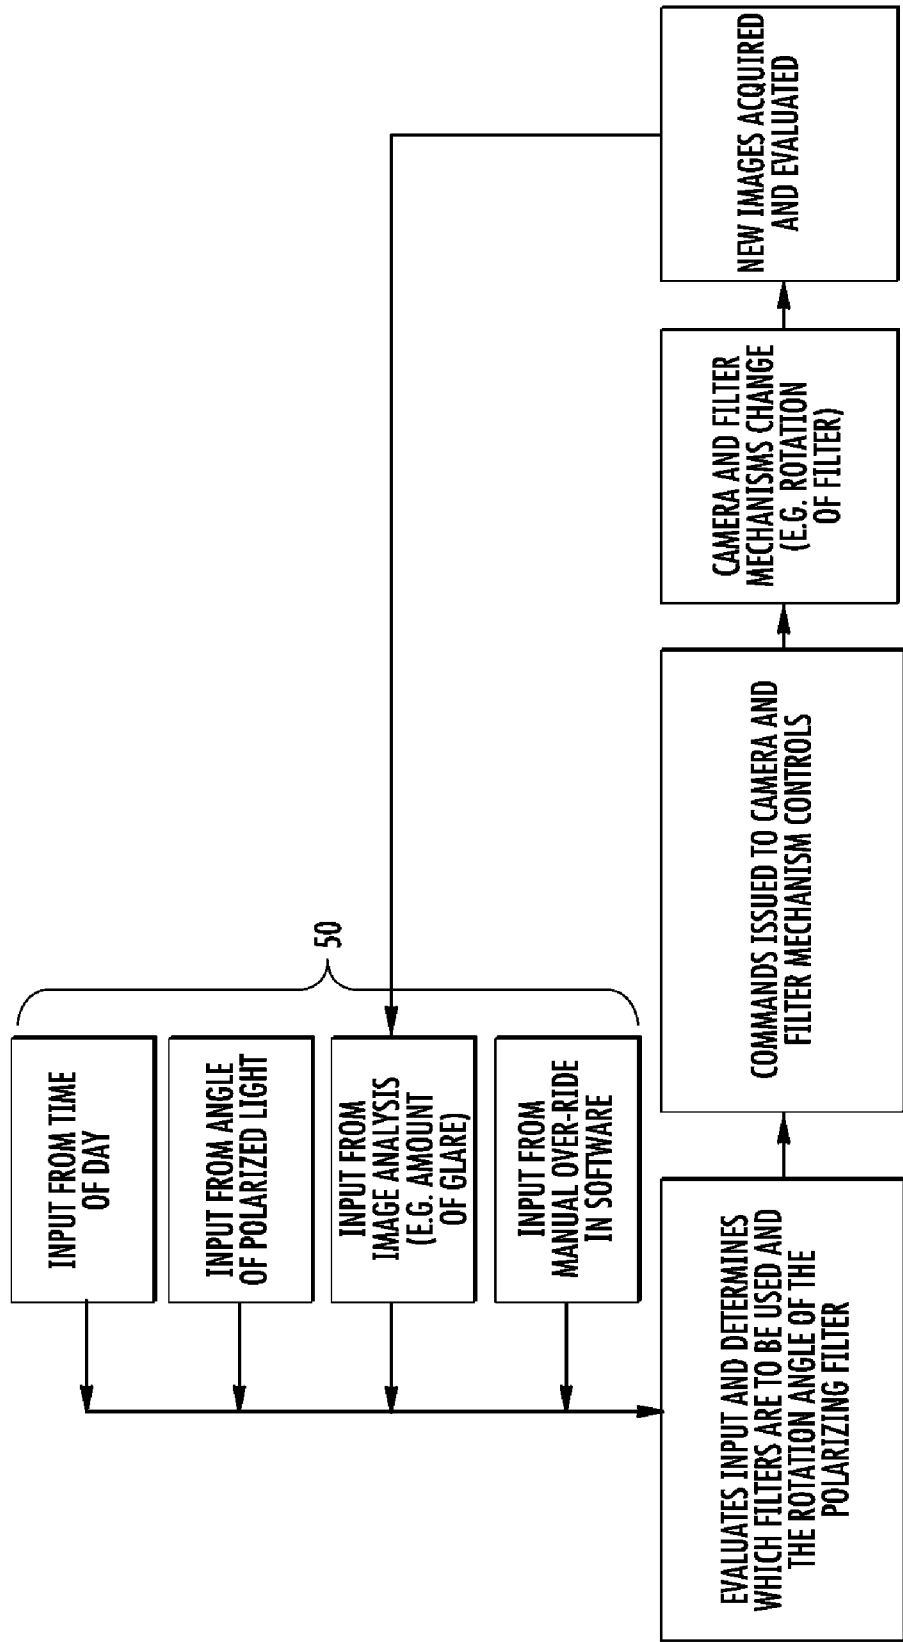 INPUT FROM TIME
OF DAY
INPUT FROM ANGLE
OF POLARIZED LIGHT
INPUT FROM
IMAGE ANALYSIS
(E.G. AMOUNT
OF GLARE)
INPUT FROM
MANUAL OVER-RIDE
IN SOFTWARE
50
EVALUATES INPUT AND DETERMINES
WHICH FILTERS ARE TO BE USED AND
THE ROTATION ANGLE OF THE
POLARIZING FILTER
COMMANDS ISSUED TO CAMERA AND
FILTER MECHANISM CONTROLS
CAMERA AND FILTER
MECHANISMS CHANGE
(E.G. ROTATION
OF FILTER)
NEW IMAGES ACQUIRED
AND EVALUATED